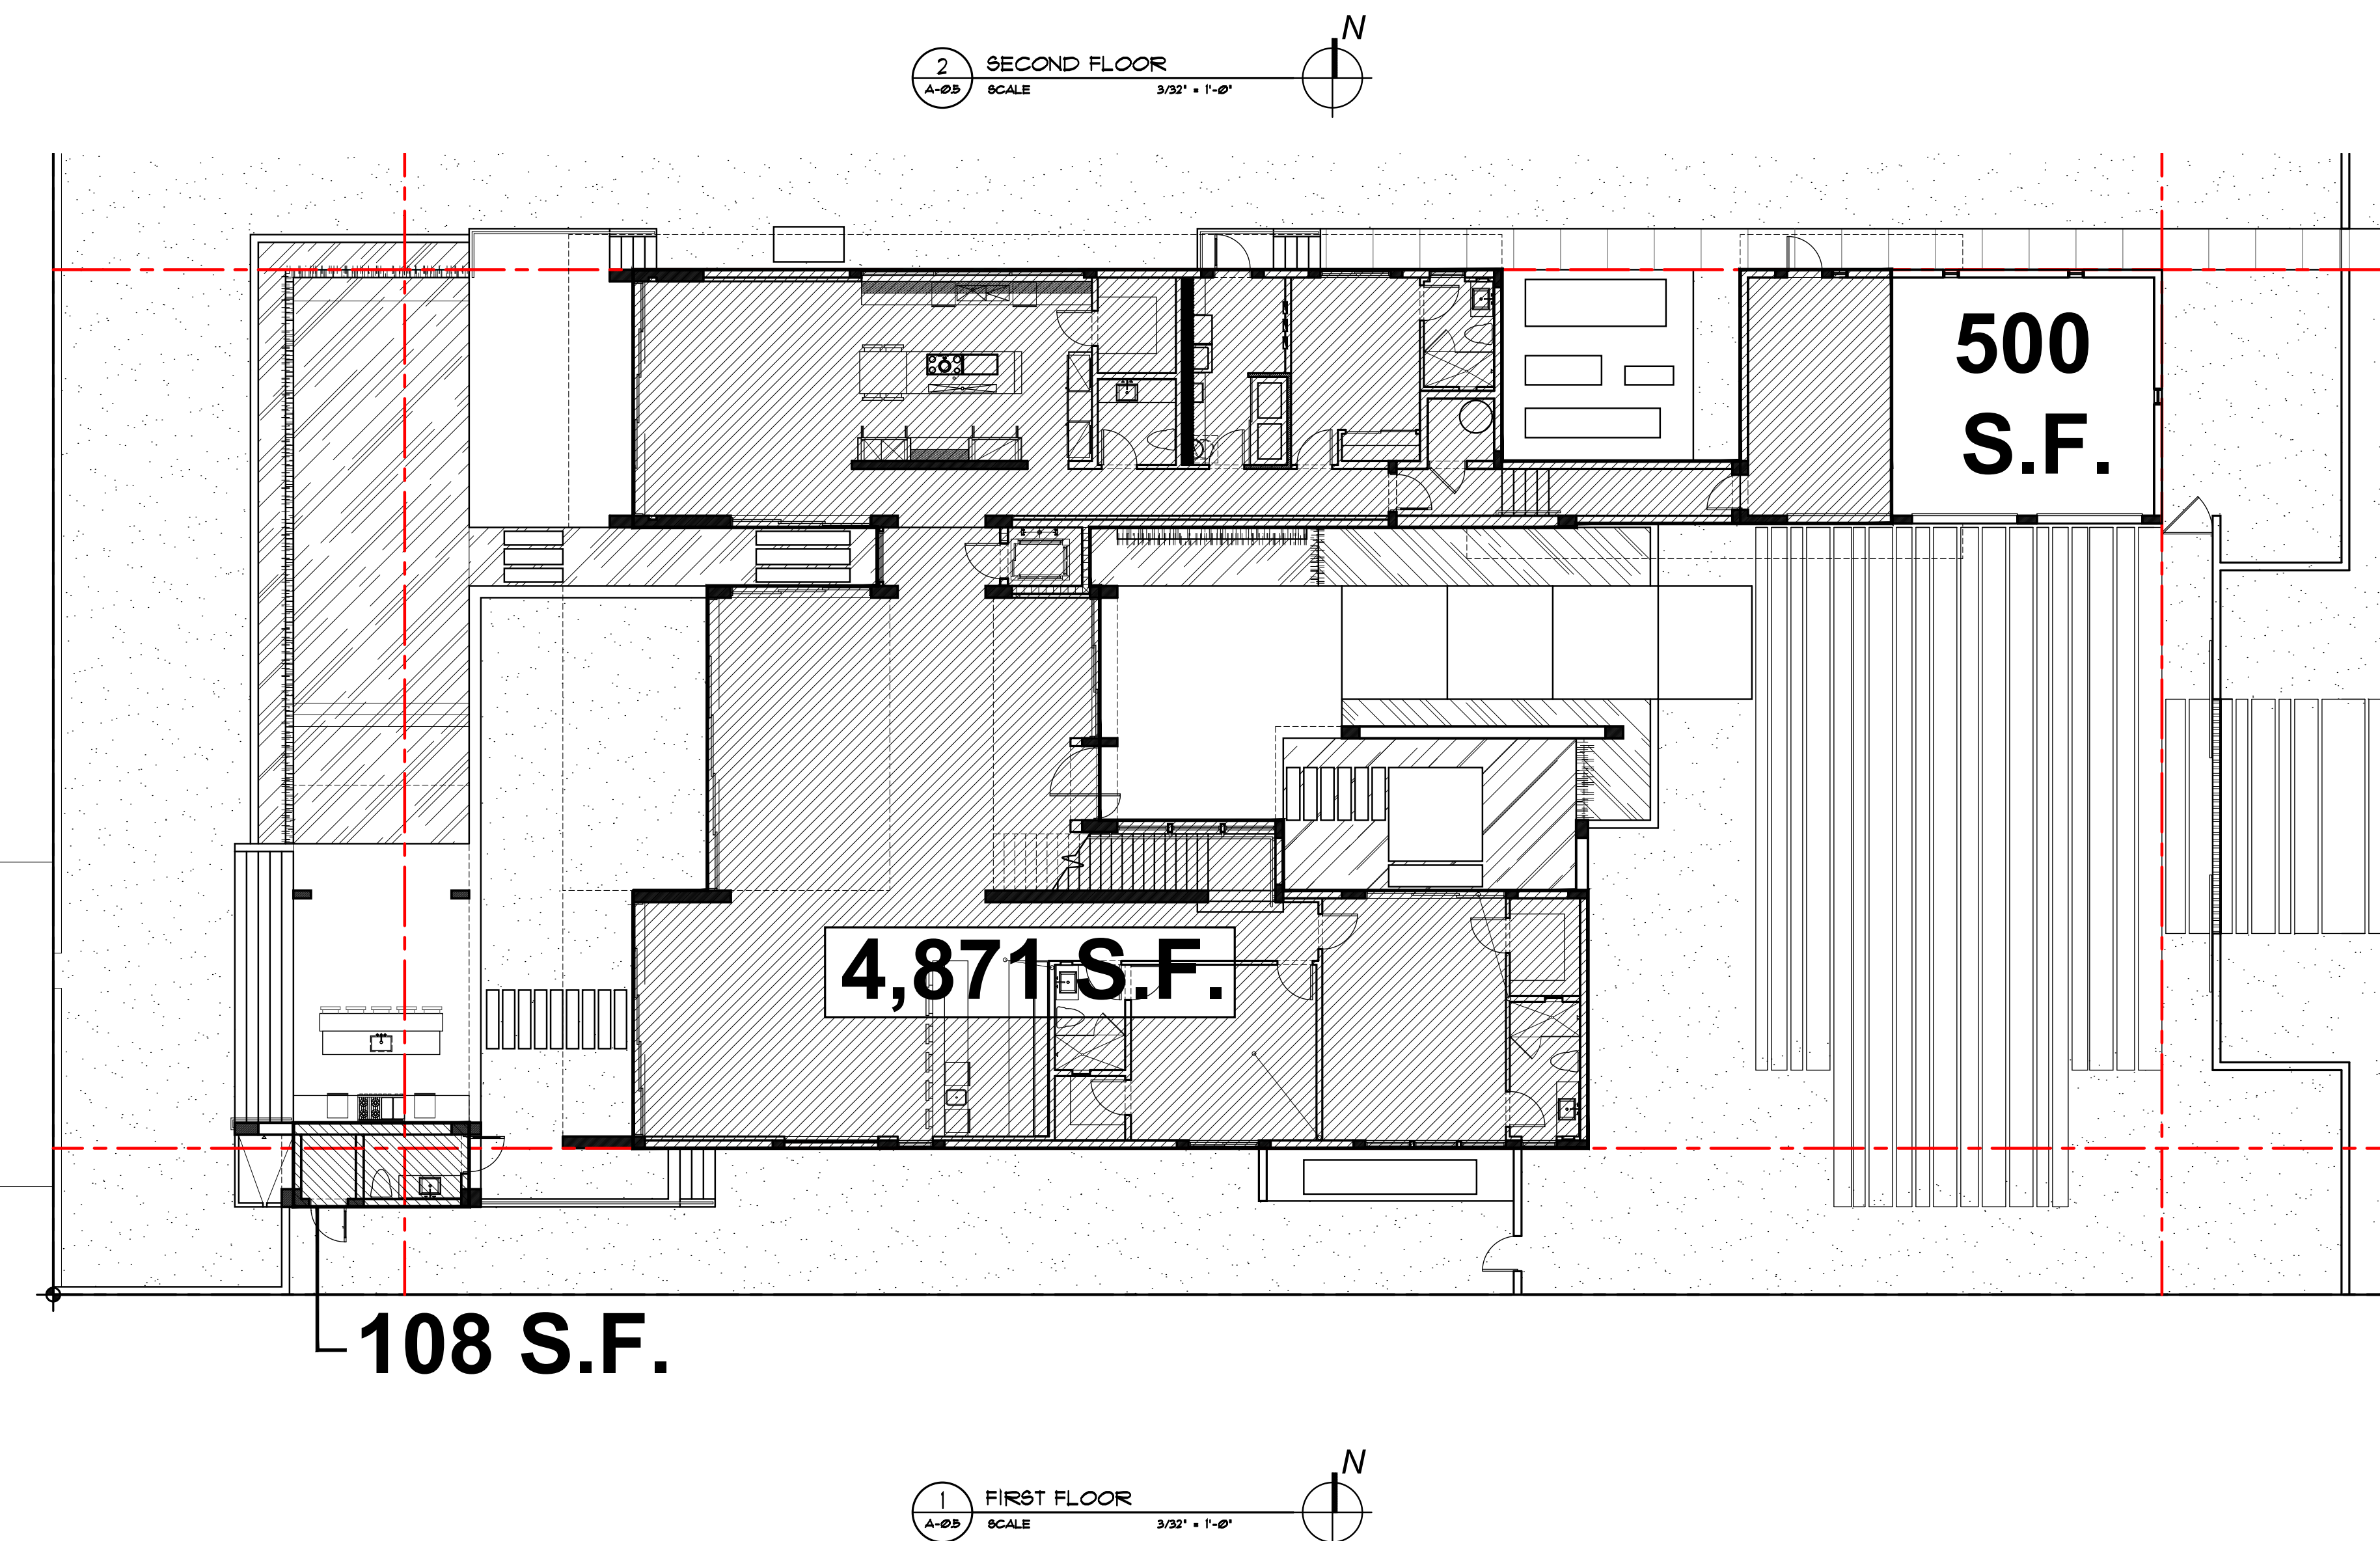 N
2 SECOND FLOOR
A-05 SCALE 3/32" = 1'-0"
500
S.F.
4,871 S.F.
108 S.F.
N
1 FIRST FLOOR
A-05 SCALE 3/32" = 1'-0"